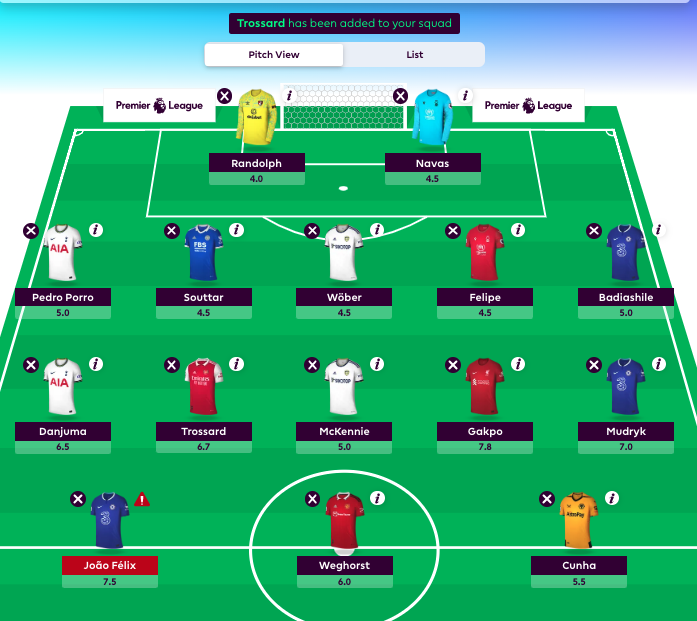 Trossard has been added to your squad
Pitch View
List
Premier League
Premier League
Randolph
4.0
Navas
4.5
FBS
AIA
Pedro Porro
5.0
Souttar
4.5
Wöber
4.5
Felipe
4.5
Badiashile
5.0
AIA
Danjuma
6.5
Trossard
6.7
McKennie
5.0
Gakpo
7.8
Mudryk
7.0
João Félix
7.5
Weghorst
6.0
Cunha
5.5